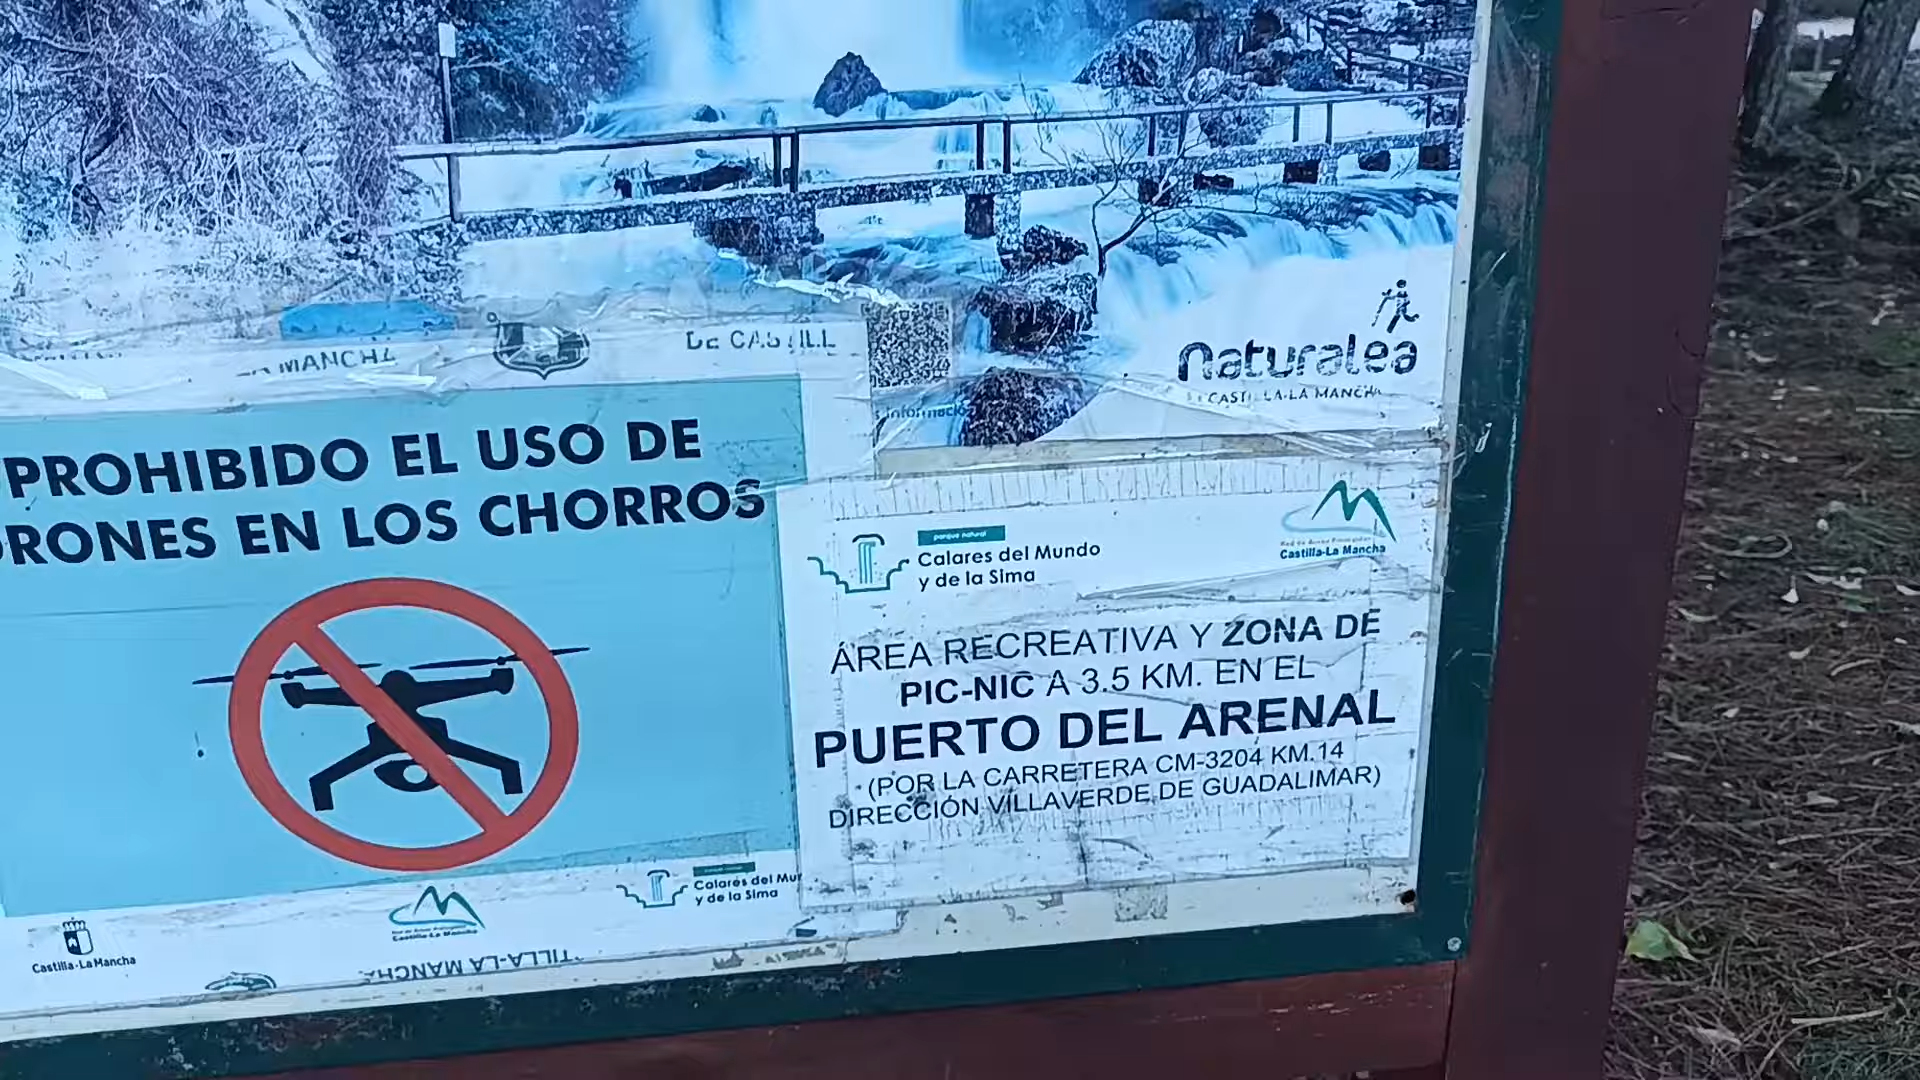 LA MANCHA
DE CASTILL
Informació
naturalea
CASTILLA-LA MANCHA
PROHIBIDO EL USO DE
DRONES EN LOS CHORROS
parque natural
Calares del Mundo
y de la Sima
Red de Áreas Protegidas
Castilla-La Mancha
ÁREA RECREATIVA Y ZONA DE
PIC-NIC A 3.5 KM. EN EL
PUERTO DEL ARENAL
(POR LA CARRETERA CM-3204 KM.14
DIRECCIÓN VILLAVERDE DE GUADALIMAR)
Calares del Mun
y de la Sima
Castilla-La Mancha
Castilla-La Mancha
TILLA-LA MANCHA